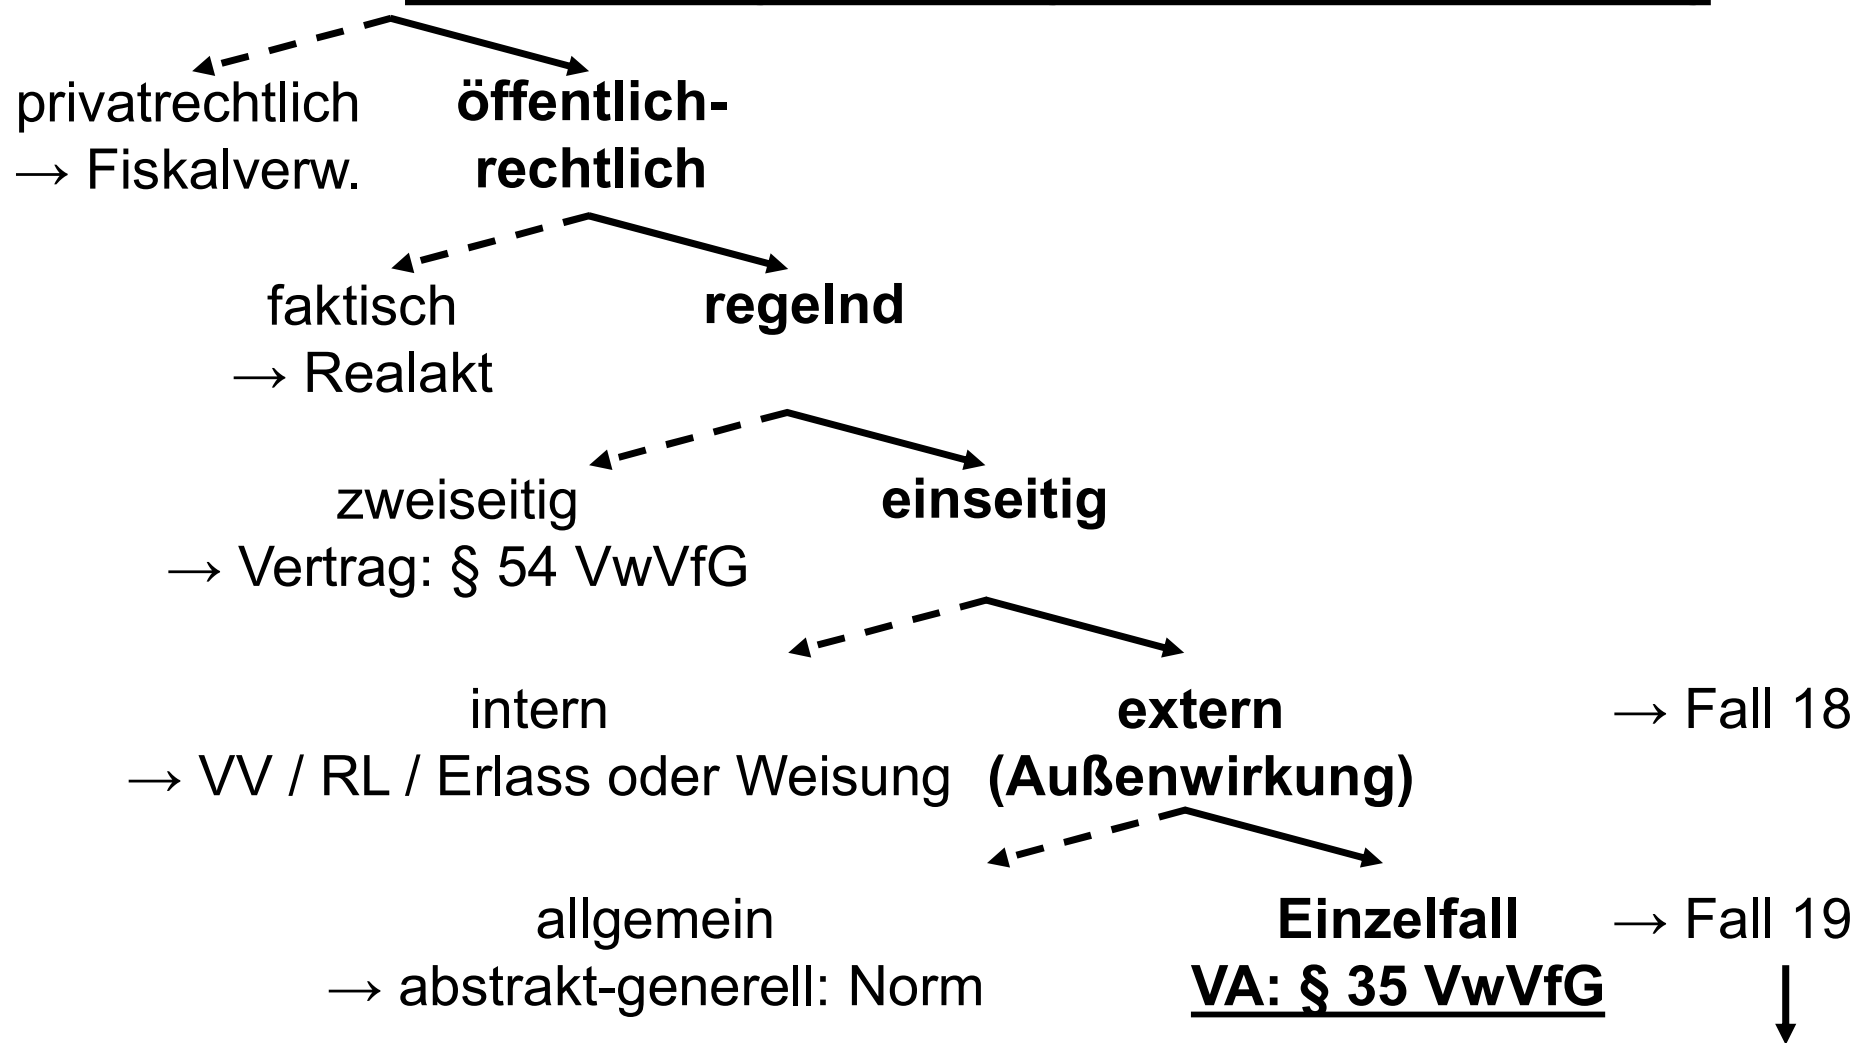 privatrechtlich öffentlich-
→ Fiskalverw. rechtlich
faktisch regelnd
→ Realakt
zweiseitig einseitig
→ Vertrag: § 54 VwVfG
intern extern → Fall 18
→ VV / RL / Erlass oder Weisung (Außenwirkung)
allgemein Einzelfall → Fall 19
→ abstrakt-generell: Norm VA: § 35 VwVfG